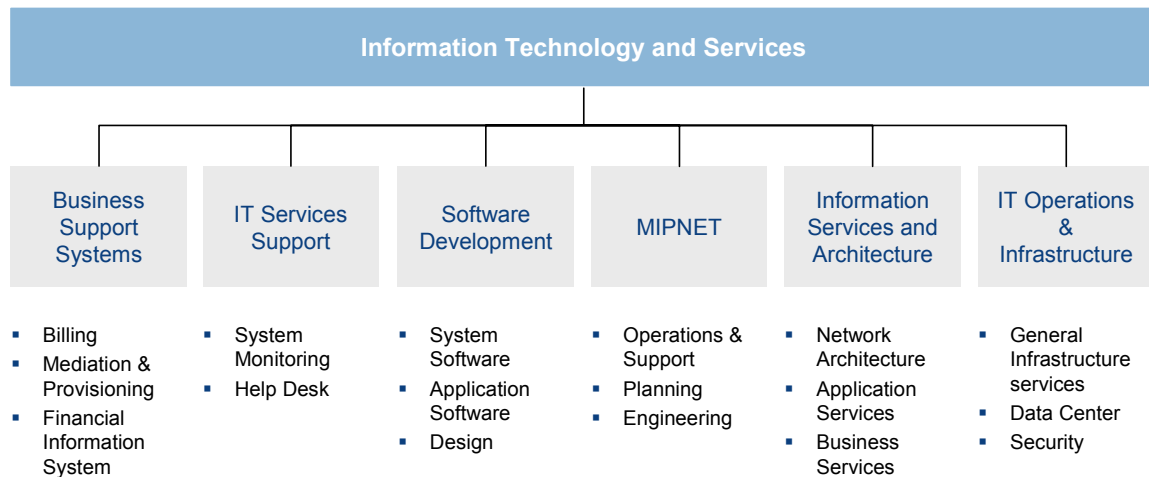 Information Technology and Services
Business
Support
Systems
IT Services
Support
Software
Development
MIPNET
Information
Services and
Architecture
IT Operations
&
Infrastructure
▪ Billing
▪ Mediation &
Provisioning
▪ Financial
Information
System
▪ System
Monitoring
▪ Help Desk
▪ System
Software
▪ Application
Software
▪ Design
▪ Operations &
Support
▪ Planning
▪ Engineering
▪ Network
Architecture
▪ Application
Services
▪ Business
Services
▪ General
Infrastructure
services
▪ Data Center
▪ Security